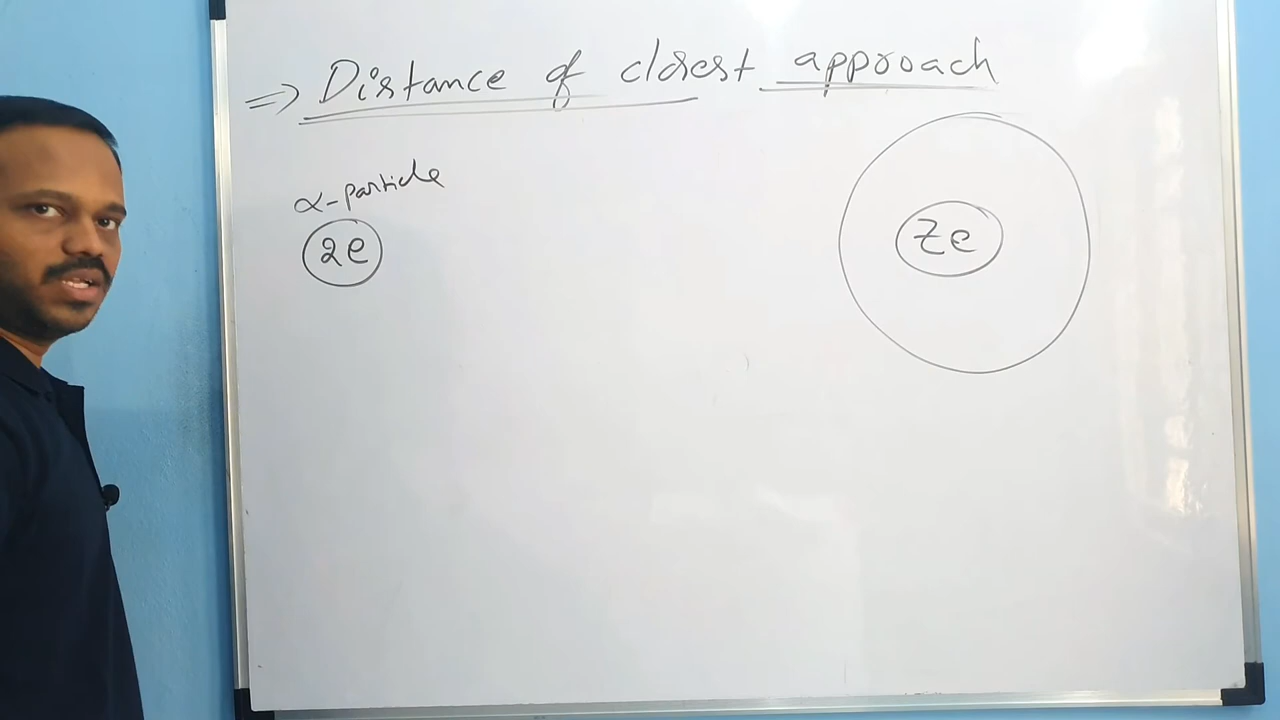 ⇒ Distance of closest approach
α-particle
2e
Ze